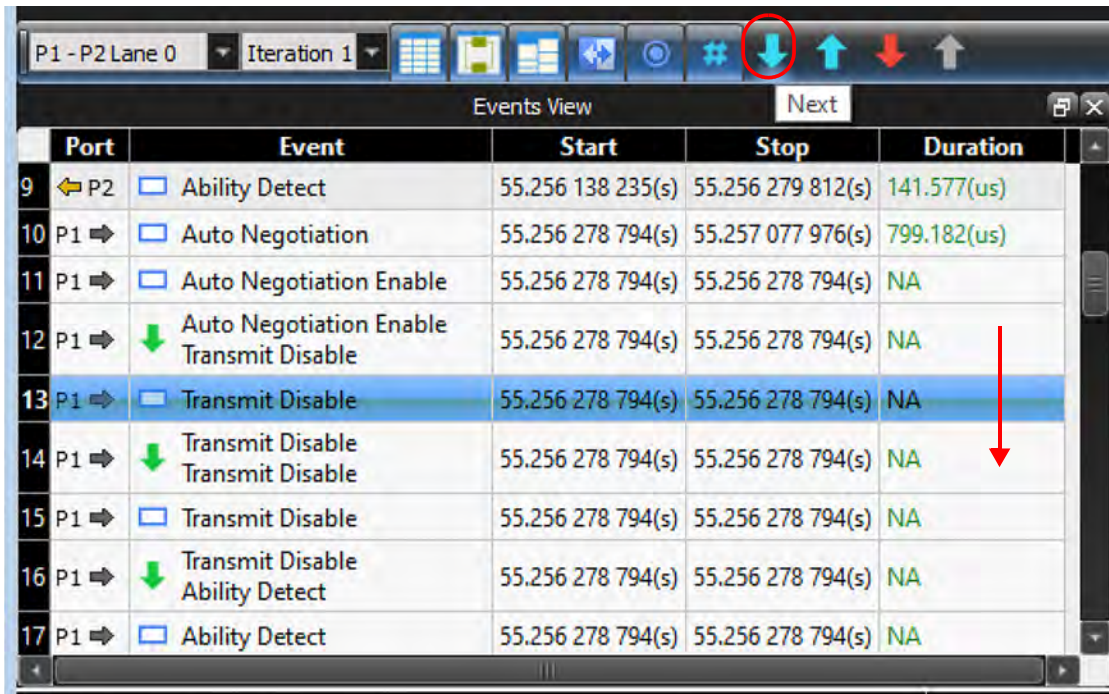 P1 - P2 Lane 0 Iteration 1 #
Next
Events View
Port Event Start Stop Duration
9 P2 Ability Detect 55.256 138 235(s) 55.256 279 812(s) 141.577(us)
10 P1 Auto Negotiation 55.256 278 794(s) 55.257 077 976(s) 799.182(us)
11 P1 Auto Negotiation Enable 55.256 278 794(s) 55.256 278 794(s) NA
12 P1 Auto Negotiation Enable 55.256 278 794(s) 55.256 278 794(s) NA
Transmit Disable
13 P1 Transmit Disable 55.256 278 794(s) 55.256 278 794(s) NA
14 P1 Transmit Disable 55.256 278 794(s) 55.256 278 794(s) NA
Transmit Disable
15 P1 Transmit Disable 55.256 278 794(s) 55.256 278 794(s) NA
16 P1 Transmit Disable 55.256 278 794(s) 55.256 278 794(s) NA
Ability Detect
17 P1 Ability Detect 55.256 278 794(s) 55.256 278 794(s) NA